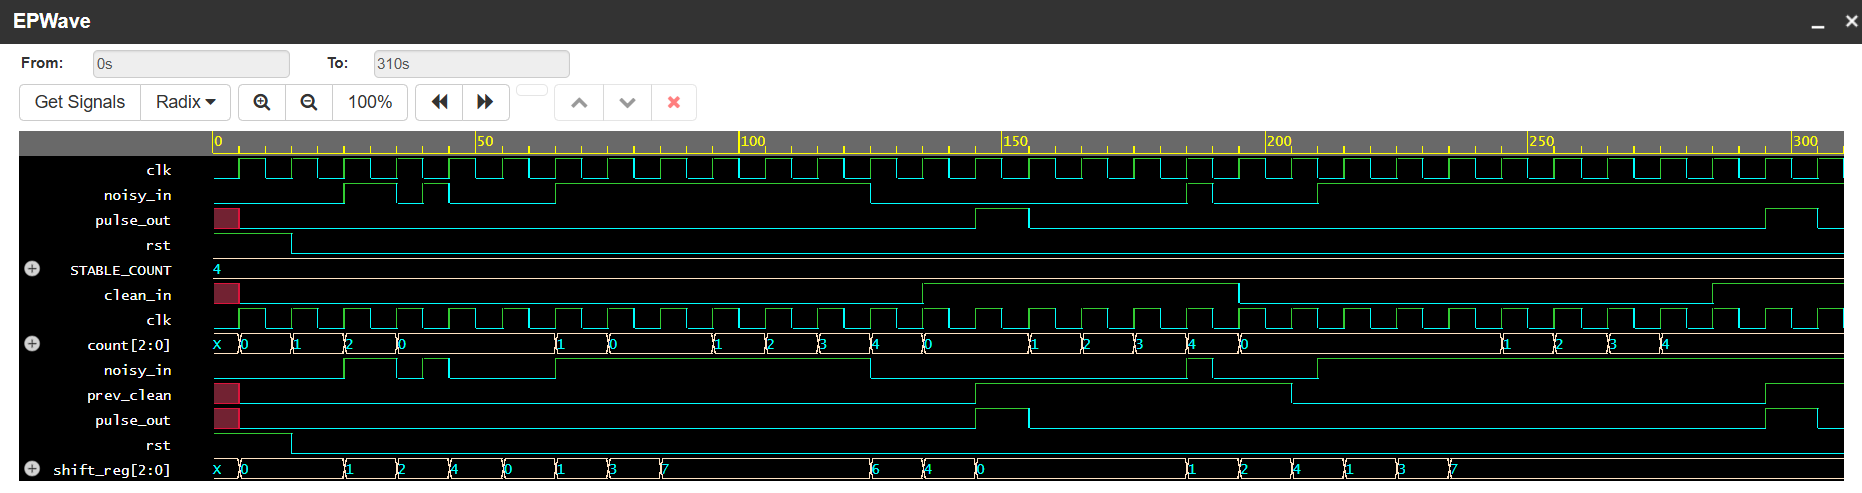 EPWave
From: 0s To: 310s
Get Signals Radix 100%
0 50 100 150 200 250 300
clk
noisy_in
pulse_out
rst
STABLE_COUNT 4
clean_in
clk
count[2:0] X 0 1 2 0 1 0 1 2 3 4 0 1 2 3 4 0 1 2 3 4
noisy_in
prev_clean
pulse_out
rst
shift_reg[2:0] X 0 1 2 4 0 1 3 7 6 4 0 1 2 4 1 3 7